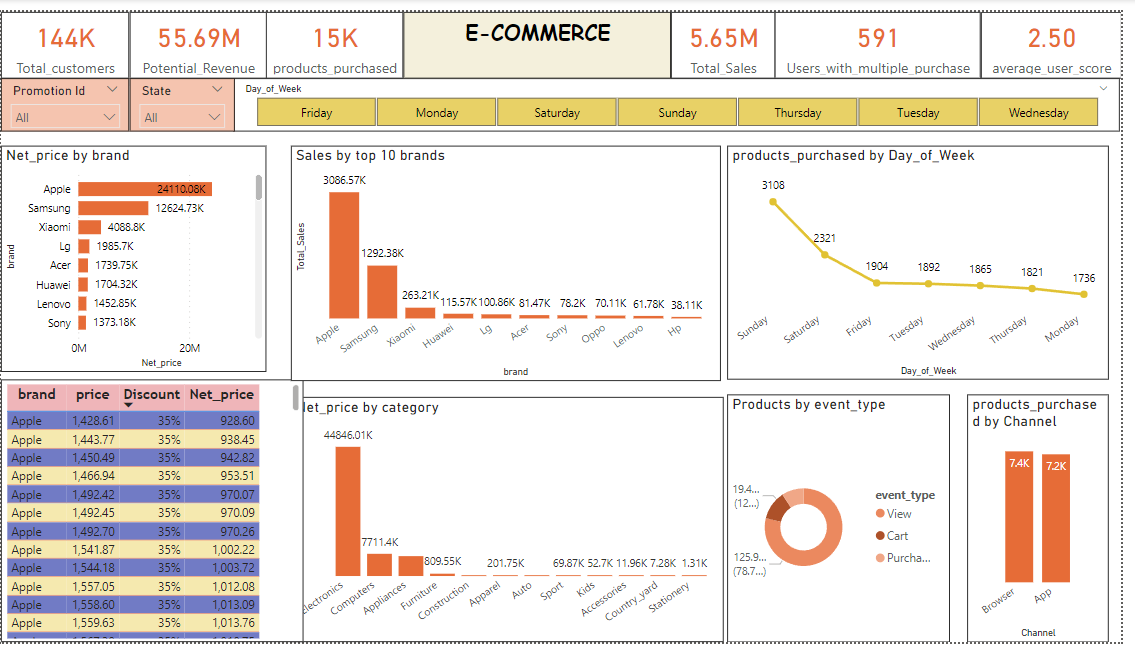 144K
Total_customers
55.69M
Potential_Revenue
15K
products_purchased
E-COMMERCE
5.65M
Total_Sales
591
Users_with_multiple_purchase
2.50
average_user_score
Promotion Id
All
State
All
Day_of_Week
Friday Monday Saturday Sunday Thursday Tuesday Wednesday
Net_price by brand
brand
Apple 24110.08K
Samsung 12624.73K
Xiaomi 4088.8K
Lg 1985.7K
Acer 1739.75K
Huawei 1704.32K
Lenovo 1452.85K
Sony 1373.18K
0M 20M
Net_price
Sales by top 10 brands
Total_Sales
3086.57K 1292.38K 263.21K 115.57K 100.86K 81.47K 78.2K 70.11K 61.78K 38.11K
Apple Samsung Xiaomi Huawei Lg Acer Sony Oppo Lenovo Hp
brand
products_purchased by Day_of_Week
3108 2321 1904 1892 1865 1821 1736
Sunday Saturday Friday Tuesday Wednesday Thursday Monday
Day_of_Week
brand price Discount Net_price
Apple 1,428.61 35% 928.60
Apple 1,443.77 35% 938.45
Apple 1,450.49 35% 942.82
Apple 1,466.94 35% 953.51
Apple 1,492.42 35% 970.07
Apple 1,492.45 35% 970.09
Apple 1,492.70 35% 970.26
Apple 1,541.87 35% 1,002.22
Apple 1,544.18 35% 1,003.72
Apple 1,557.05 35% 1,012.08
Apple 1,558.60 35% 1,013.09
Apple 1,559.63 35% 1,013.76
let_price by category
44846.01K 7711.4K 809.55K 201.75K 69.87K 52.7K 11.96K 7.28K 1.31K
Electronics Computers Appliances Furniture Construction Apparel Auto Sport Kids Accessories Country_yard Stationery
Products by event_type
19.4...
(12...)
125.9...
(78.7...)
event_type
View
Cart
Purcha...
products_purchase
d by Channel
7.4K 7.2K
Browser App
Channel